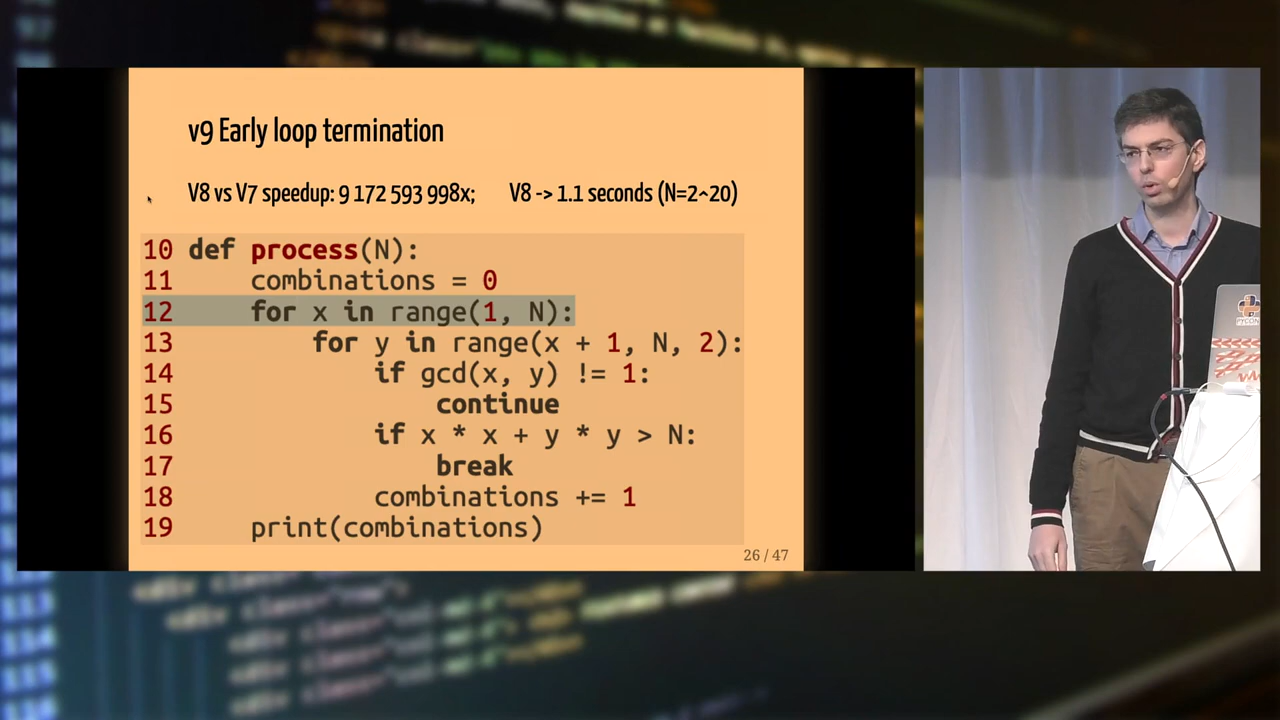 v9 Early loop termination
V8 vs V7 speedup: 9 172 593 998x; V8 -> 1.1 seconds (N=2^20)
10 def process(N):
11     combinations = 0
12     for x in range(1, N):
13         for y in range(x + 1, N, 2):
14             if gcd(x, y) != 1:
15                 continue
16             if x * x + y * y > N:
17                 break
18             combinations += 1
19     print(combinations)
26 / 47
PYCON